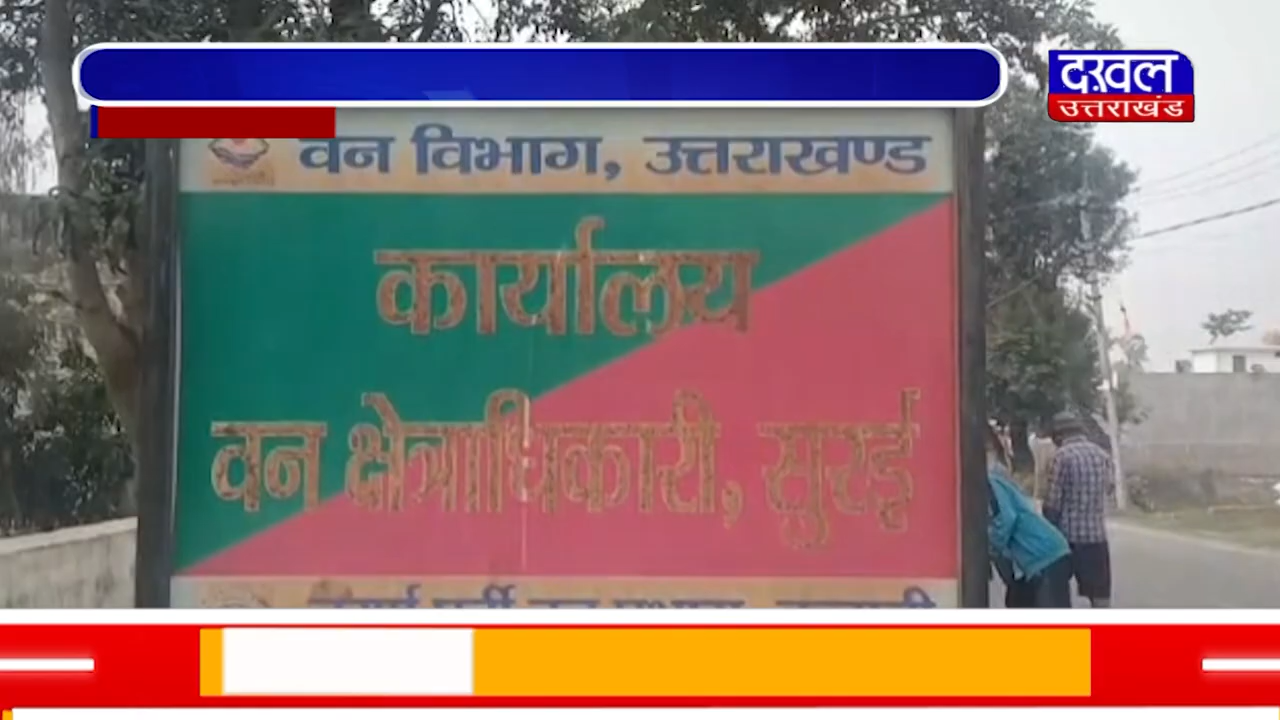 दख़ल
उत्तराखंड
वन विभाग, उत्तराखण्ड
कार्यालय
वन क्षेत्राधिकारी, सुरई